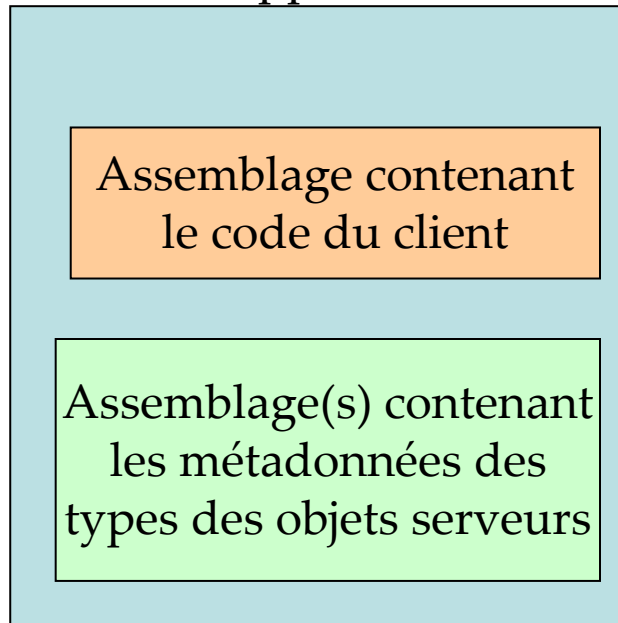 Assemblage contenant
le code du client
Assemblage(s) contenant
les métadonnées des
types des objets serveurs